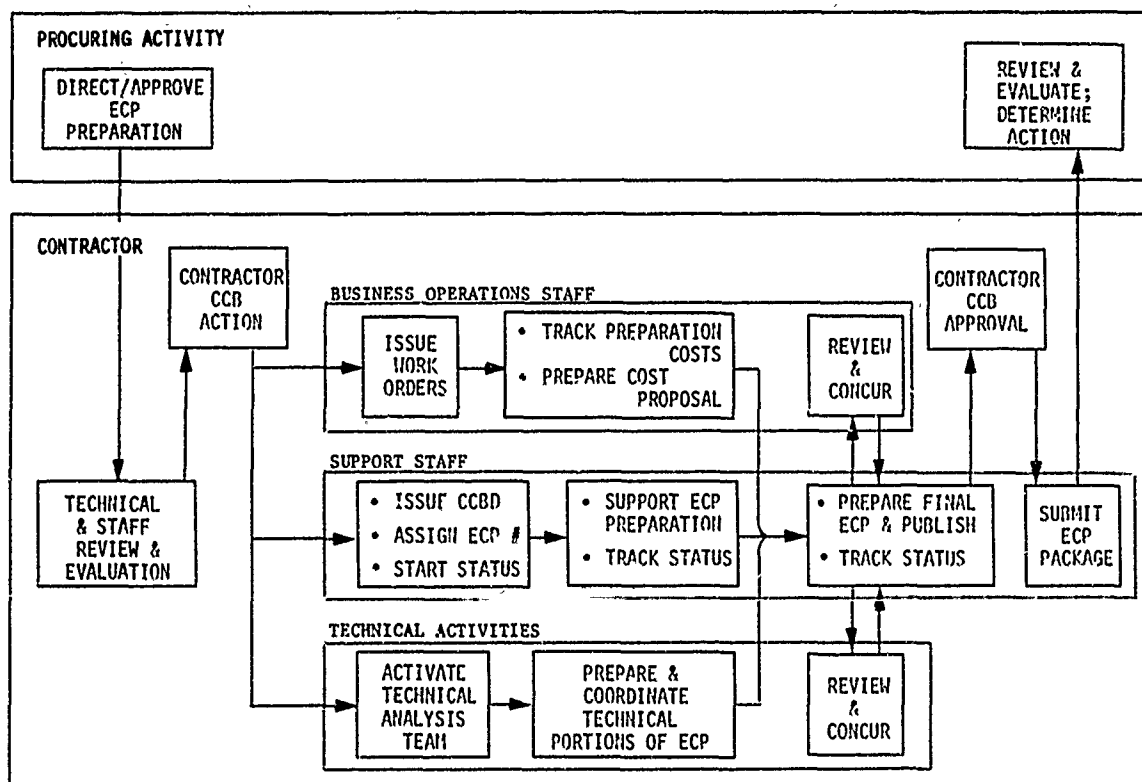 PROCURING ACTIVITY
DIRECT/APPROVE
ECP
PREPARATION
REVIEW &
EVALUATE;
DETERMINE
ACTION
CONTRACTOR
CONTRACTOR
CCB
ACTION
CONTRACTOR
CCB
APPROVAL
BUSINESS OPERATIONS STAFF
ISSUE
WORK
ORDERS
• TRACK PREPARATION
COSTS
• PREPARE COST
PROPOSAL
REVIEW
&
CONCUR
SUPPORT STAFF
TECHNICAL
& STAFF
REVIEW &
EVALUATION
• ISSUE CCBD
• ASSIGN ECP #
• START STATUS
• SUPPORT ECP
PREPARATION
• TRACK STATUS
• PREPARE FINAL
ECP & PUBLISH
• TRACK STATUS
SUBMIT
ECP
PACKAGE
TECHNICAL ACTIVITIES
ACTIVATE
TECHNICAL
ANALYSIS
TEAM
PREPARE &
COORDINATE
TECHNICAL
PORTIONS OF ECP
REVIEW
&
CONCUR